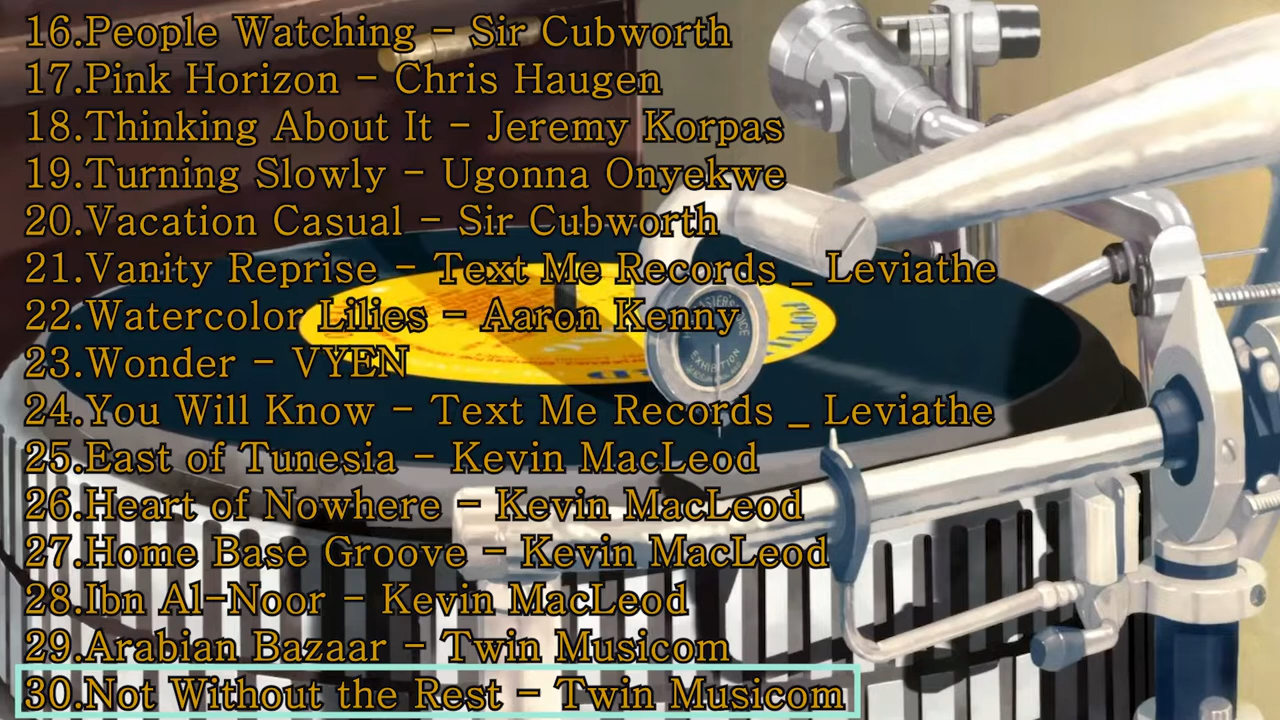 16.People Watching - Sir Cubworth
17.Pink Horizon - Chris Haugen
18.Thinking About It - Jeremy Korpas
19.Turning Slowly - Ugonna Onyekwe
20.Vacation Casual - Sir Cubworth
21.Vanity Reprise - Text Me Records _ Leviathe
22.Watercolor Lilies - Aaron Kenny
23.Wonder - VYEN
24.You Will Know - Text Me Records _ Leviathe
25.East of Tunesia - Kevin MacLeod
26.Heart of Nowhere - Kevin MacLeod
27.Home Base Groove - Kevin MacLeod
28.Ibn Al-Noor - Kevin MacLeod
29.Arabian Bazaar - Twin Musicom
30.Not Without the Rest - Twin Musicom
EXHIBITION